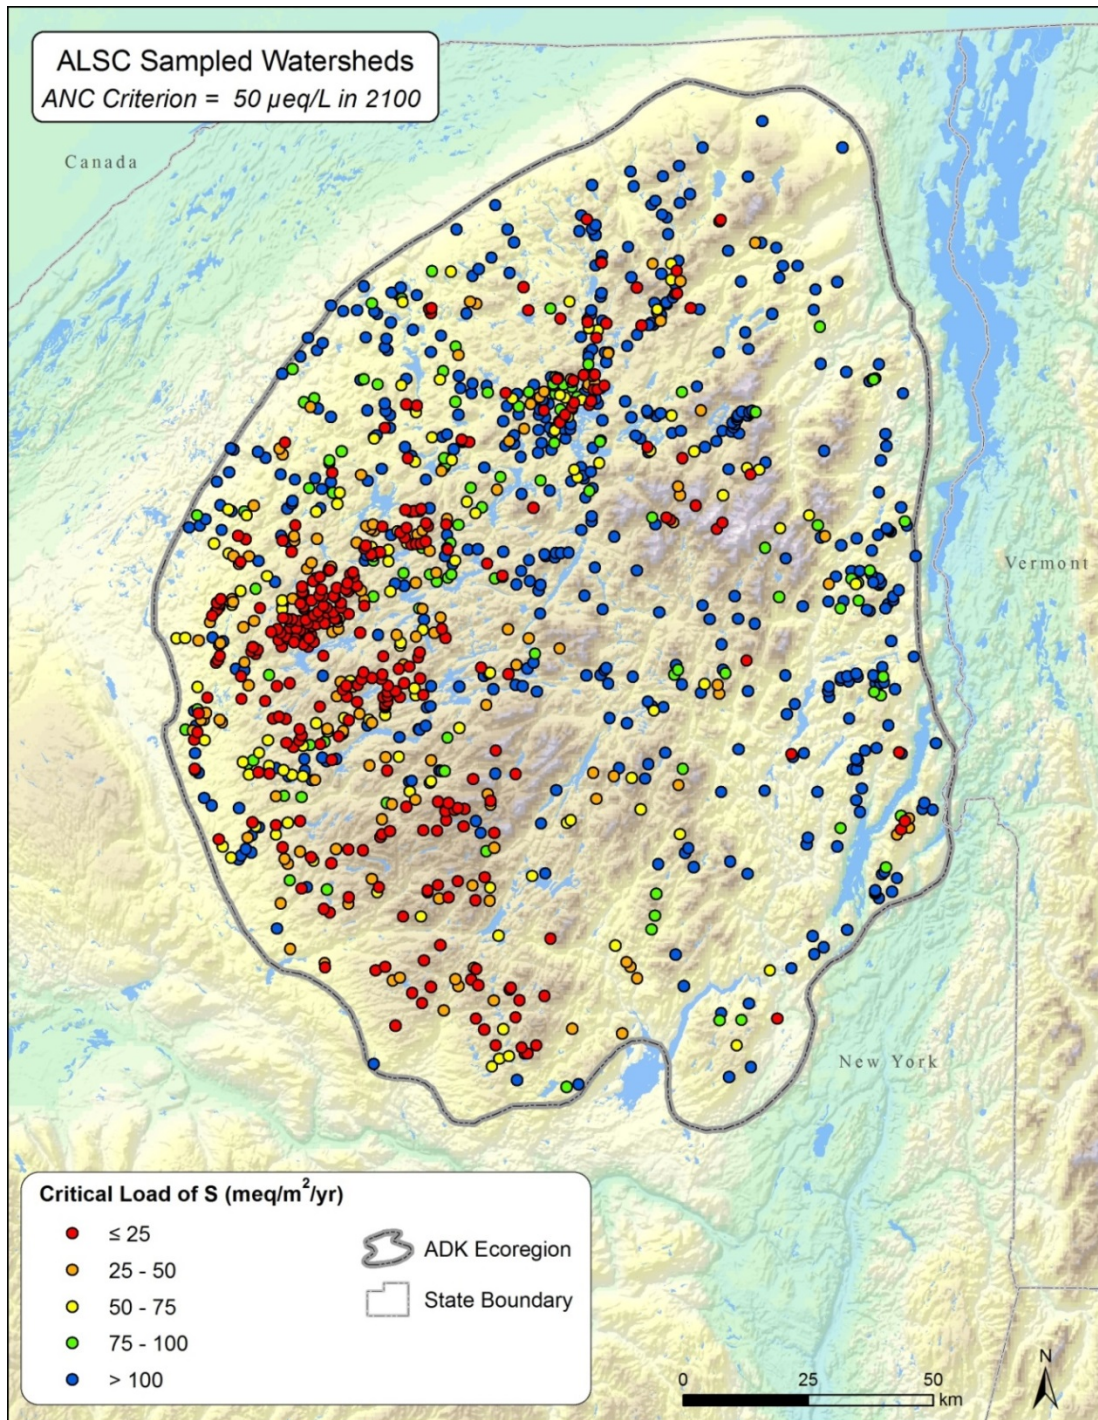 ALSC Sampled Watersheds
ANC Criterion = 50 µeq/L in 2100
Canada
Vermont
New York
Critical Load of S (meq/m²/yr)
≤ 25
25 - 50
50 - 75
75 - 100
> 100
ADK Ecoregion
State Boundary
0 25 50
km
N